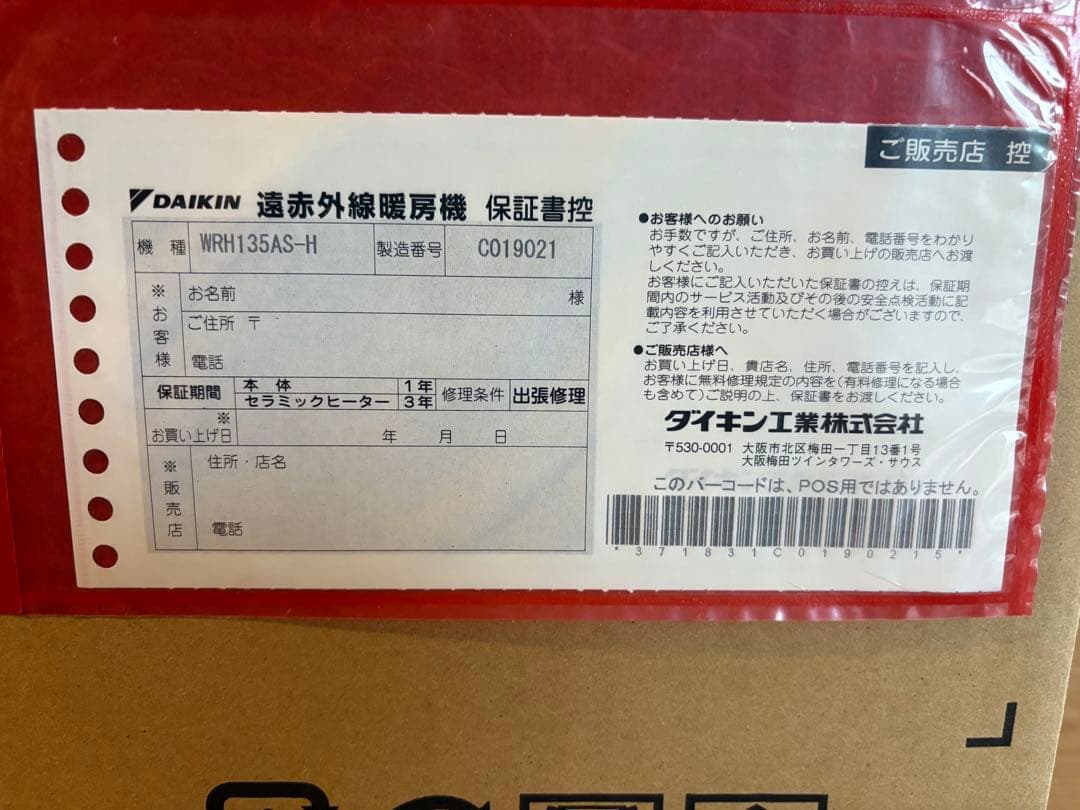 ご販売店 控
DAIKIN 遠赤外線暖房機 保証書控
機種 WRH135AS-H 製造番号 C019021
※お客様
お名前 様
ご住所 〒
電話
保証期間 本体 1年 セラミックヒーター 3年 修理条件 出張修理
※お買い上げ日 年 月 日
※販売店
住所・店名
電話
●お客様へのお願い
お手数ですが、ご住所、お名前、電話番号をわかり
やすくご記入いただき、お買い上げの販売店へお渡
しください。
お客様にご記入いただいた保証書の控えは、保証期
間内のサービス活動及びその後の安全点検活動に記
載内容を利用させていただく場合がございますので、
ご了承ください。
●ご販売店様へ
お買い上げ日、貴店名、住所、電話番号を記入し、
お客様に無料修理規定の内容を(有料修理になる場合
も含めて)ご説明の上、保証書をお渡しください。
ダイキン工業株式会社
〒530-0001 大阪市北区梅田一丁目13番1号
大阪梅田ツインタワーズ・サウス
このバーコードは、POS用ではありません。
*371831C0190215*